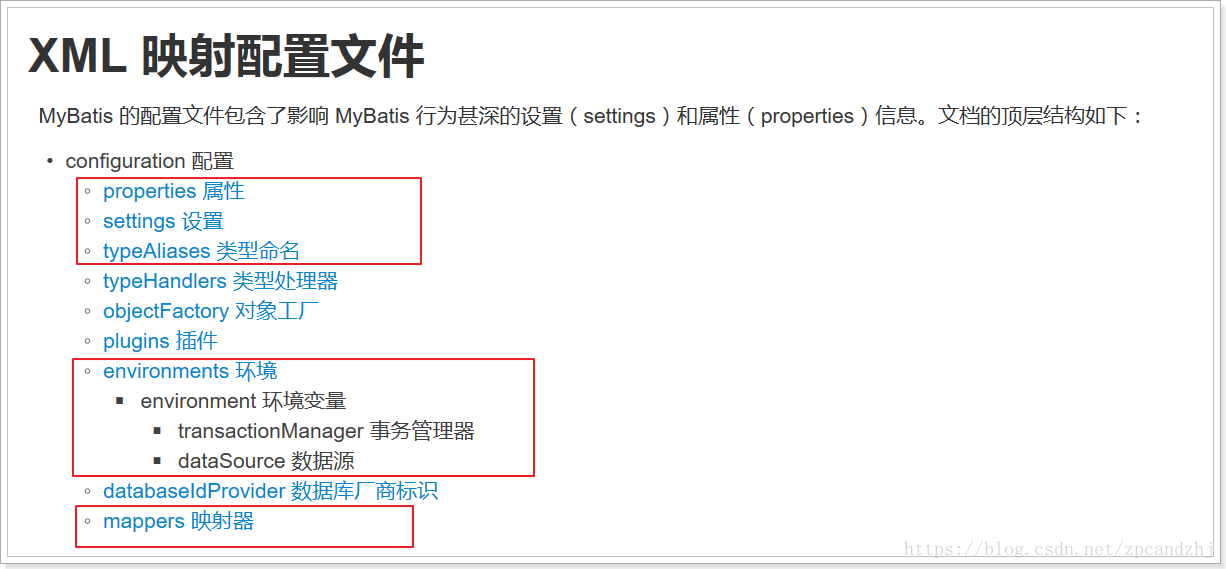 XML 映射配置文件
MyBatis 的配置文件包含了影响 MyBatis 行为甚深的设置（settings）和属性（properties）信息。文档的顶层结构如下：
• configuration 配置
◦ properties 属性
◦ settings 设置
◦ typeAliases 类型命名
◦ typeHandlers 类型处理器
◦ objectFactory 对象工厂
◦ plugins 插件
◦ environments 环境
▪ environment 环境变量
▪ transactionManager 事务管理器
▪ dataSource 数据源
◦ databaseIdProvider 数据库厂商标识
◦ mappers 映射器
https://blog.csdn.net/zpcandzhj